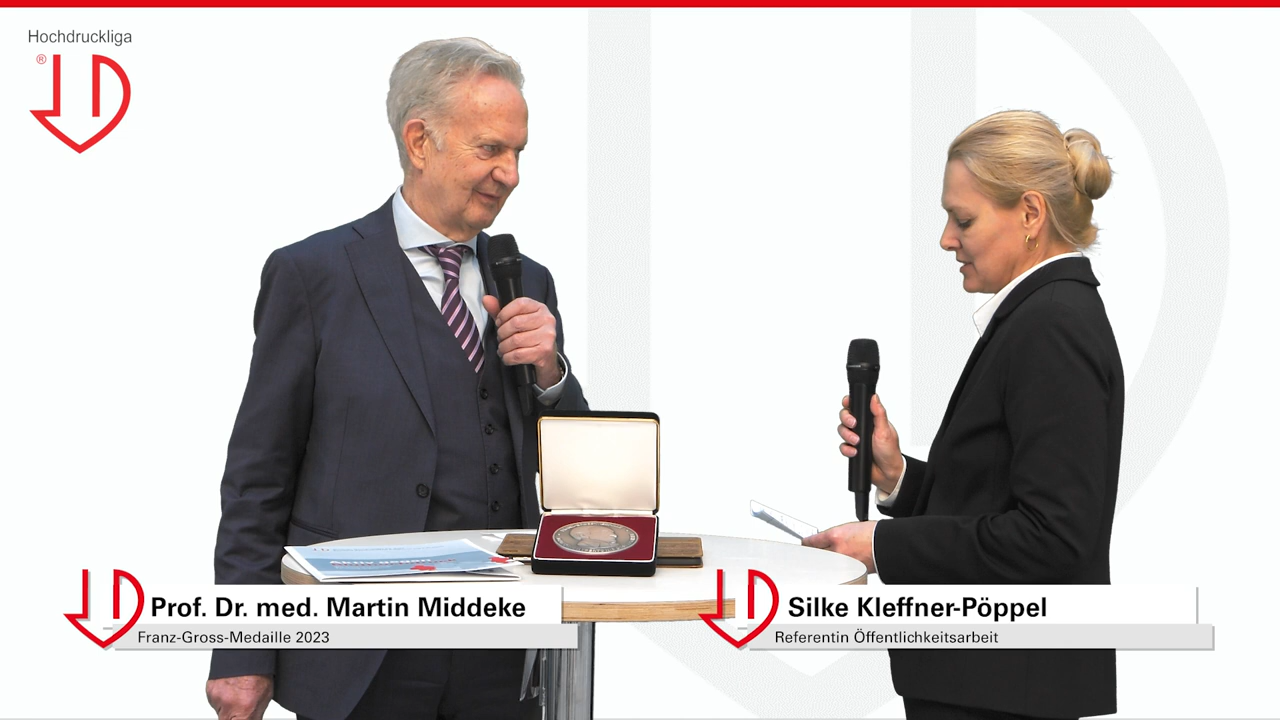 Hochdruckliga
®
Prof. Dr. med. Martin Middeke
Franz-Gross-Medaille 2023
Silke Kleffner-Pöppel
Referentin Öffentlichkeitsarbeit